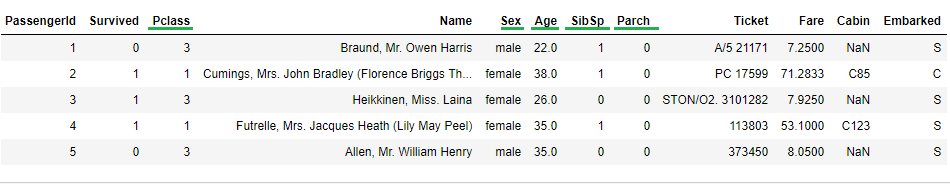 PassengerId Survived Pclass Name Sex Age SibSp Parch Ticket Fare Cabin Embarked
1 0 3 Braund, Mr. Owen Harris male 22.0 1 0 A/5 21171 7.2500 NaN S
2 1 1 Cumings, Mrs. John Bradley (Florence Briggs Th... female 38.0 1 0 PC 17599 71.2833 C85 C
3 1 3 Heikkinen, Miss. Laina female 26.0 0 0 STON/O2. 3101282 7.9250 NaN S
4 1 1 Futrelle, Mrs. Jacques Heath (Lily May Peel) female 35.0 1 0 113803 53.1000 C123 S
5 0 3 Allen, Mr. William Henry male 35.0 0 0 373450 8.0500 NaN S